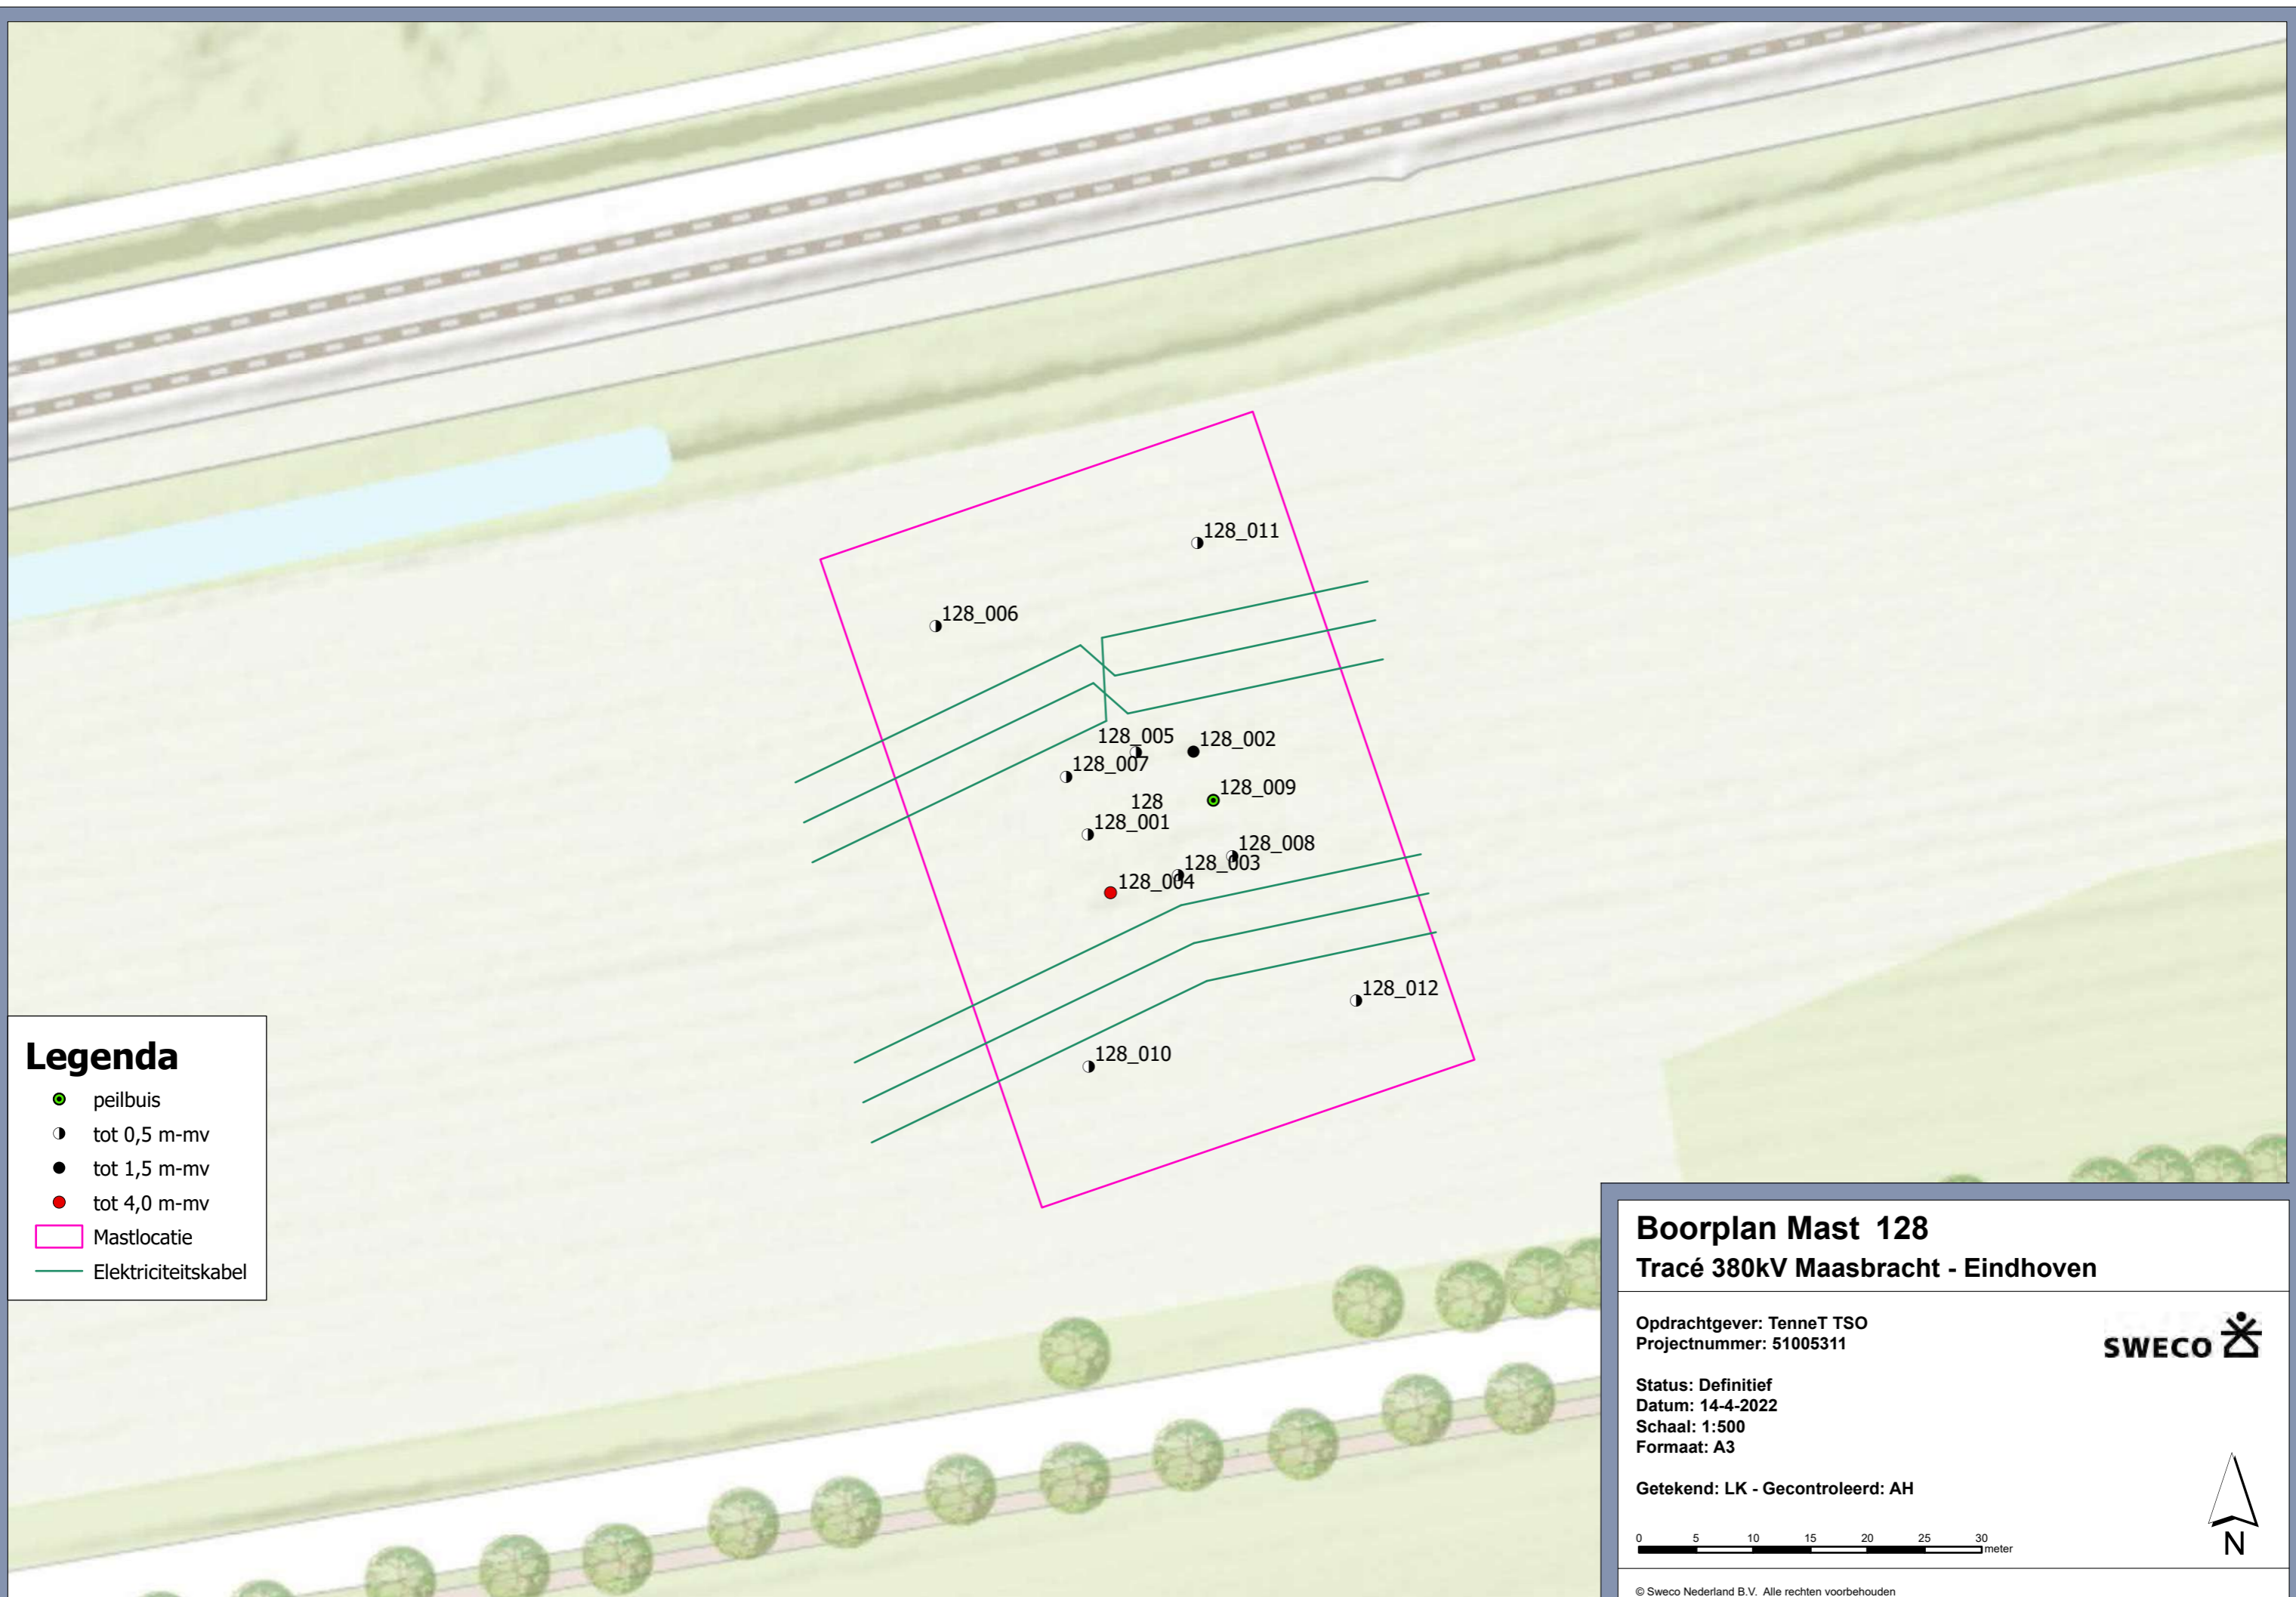 128_011
128_006
128_005
128_002
128_007
128_009
128
128_001
128_008
128_003
128_004
128_012
128_010
Legenda
peilbuis
tot 0,5 m-mv
tot 1,5 m-mv
tot 4,0 m-mv
Mastlocatie
Elektriciteitskabel
Boorplan Mast 128
Tracé 380kV Maasbracht - Eindhoven
Opdrachtgever: TenneT TSO
Projectnummer: 51005311
SWECO
Status: Definitief
Datum: 14-4-2022
Schaal: 1:500
Formaat: A3
Getekend: LK - Gecontroleerd: AH
0 5 10 15 20 25 30
meter
N
© Sweco Nederland B.V. Alle rechten voorbehouden